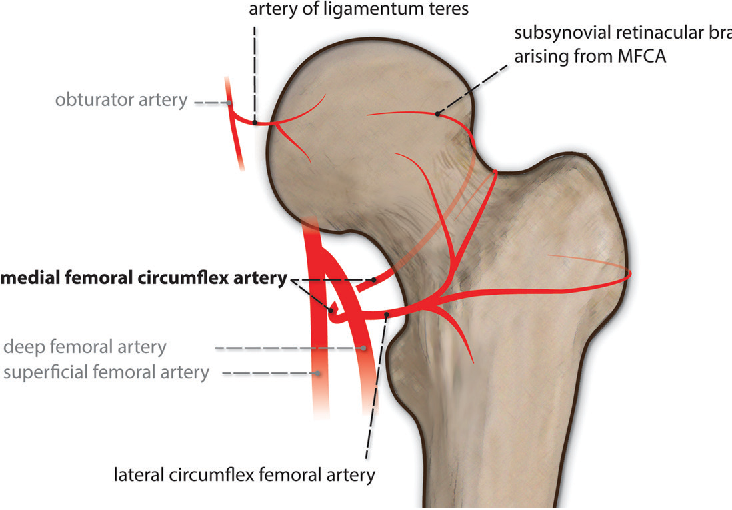 artery of ligamentum teres
subsynovial retinacular
arising from MFCA
obturator artery
medial femoral circumflex artery
deep femoral artery
superficial femoral artery
lateral circumflex femoral artery